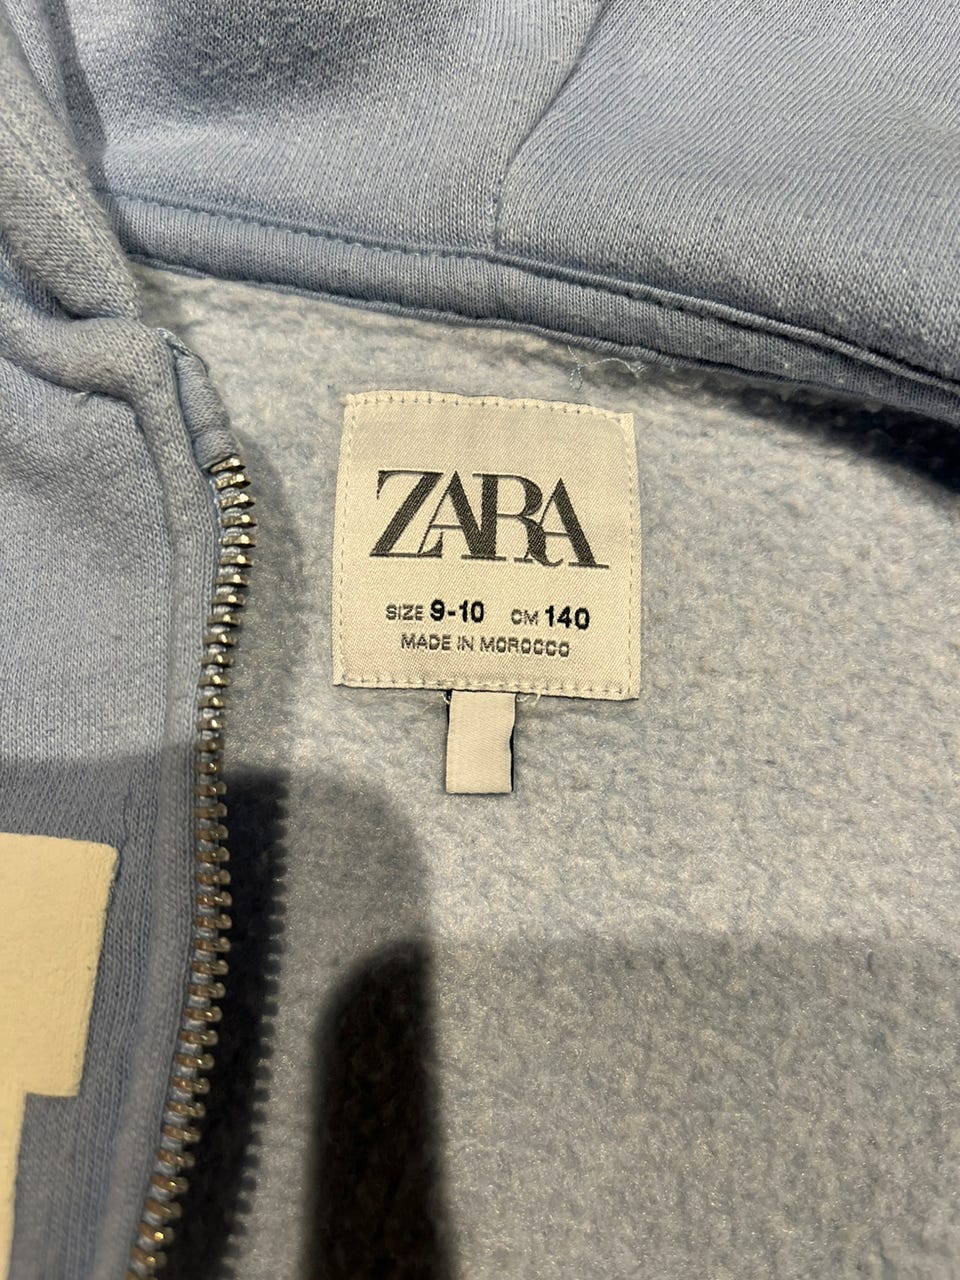 ZARA
SIZE 9-10 CM 140
MADE IN MOROCCO